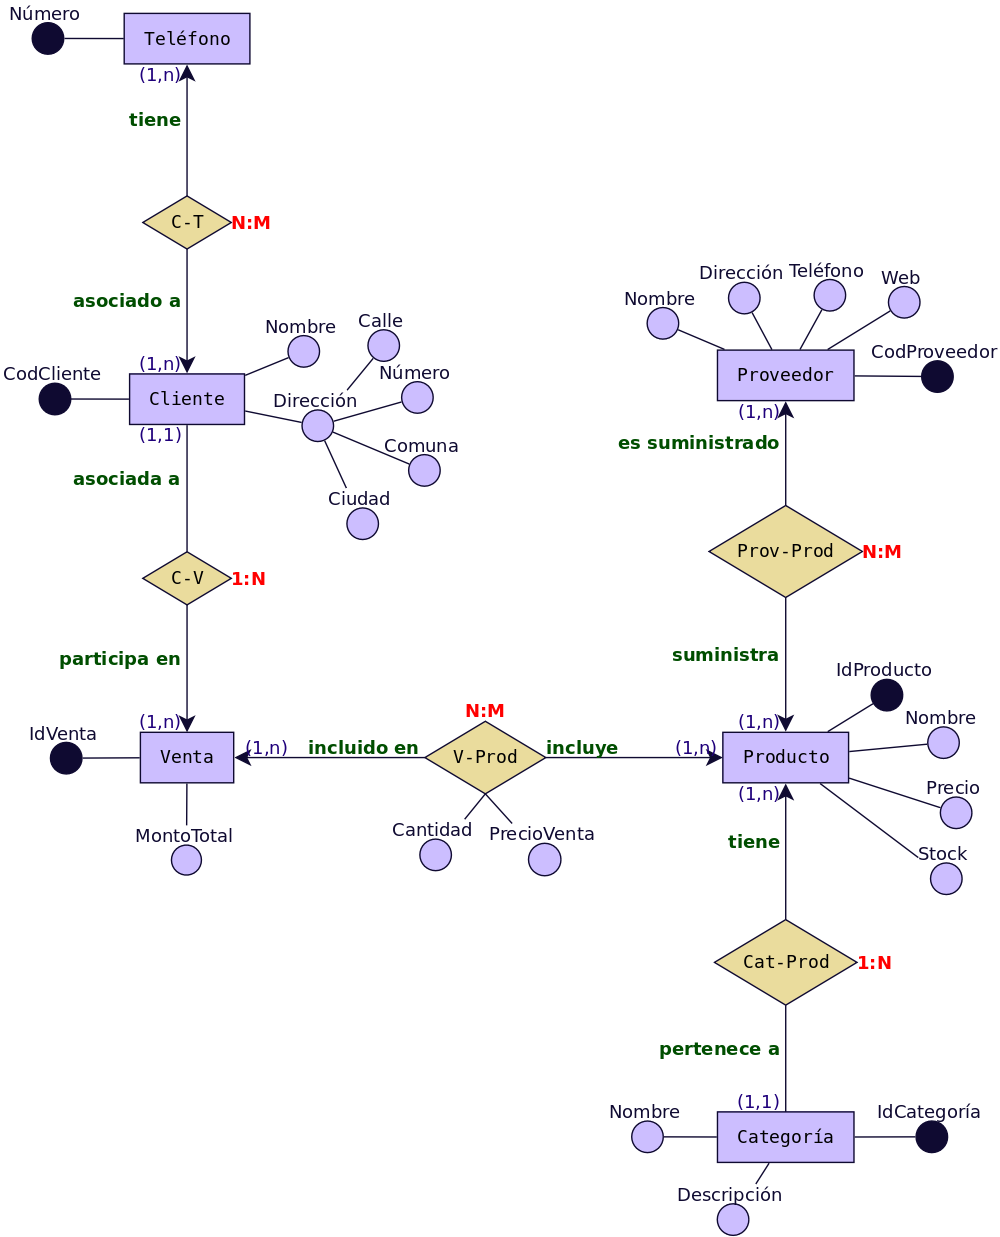 Número
Teléfono
(1,n)
tiene
C-T
N:M
asociado a
(1,n)
CodCliente
Cliente
(1,1)
Nombre
Calle
Número
Dirección
Comuna
Ciudad
asociada a
C-V
1:N
participa en
(1,n)
IdVenta
Venta
MontoTotal
(1,n)
incluido en
N:M
V-Prod
incluye
(1,n)
Cantidad
PrecioVenta
Nombre
Dirección
Teléfono
Web
CodProveedor
Proveedor
(1,n)
es suministrado
Prov-Prod
N:M
suministra
(1,n)
IdProducto
Nombre
Producto
Precio
Stock
(1,n)
tiene
Cat-Prod
1:N
pertenece a
(1,1)
Nombre
Categoría
IdCategoría
Descripción